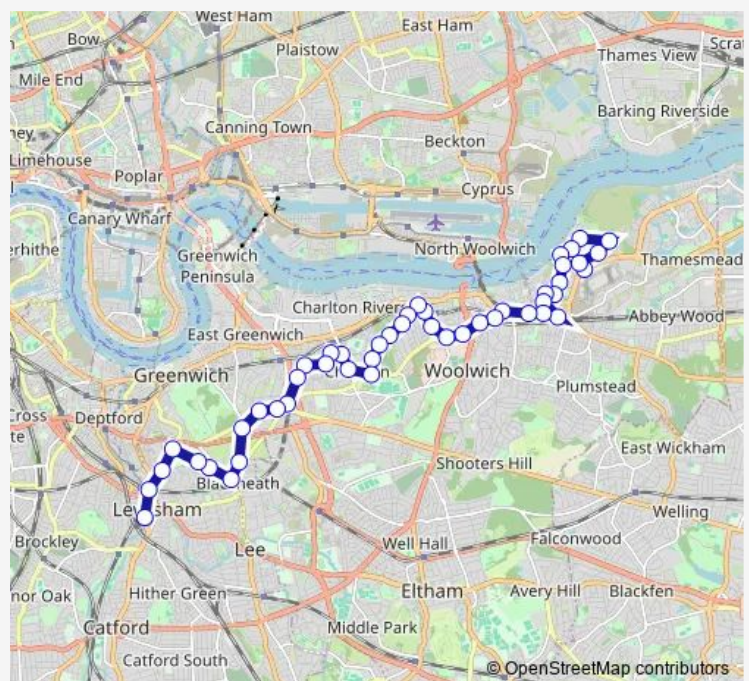 West Ham
East Ham
Bow
Plaistow
Thames View
Mile End
Barking Riverside
Canning Town
Beckton
Limehouse
Poplar
Cyprus
Canary Wharf
North Woolwich
Greenwich
Peninsula
Thamesmead
Charlton River
East Greenwich
Abbey Wood
Greenwich
Woolwich
Plumstead
Deptford
East Wickham
Shooters Hill
Welling
Brockley
Lee
Well Hall
Falconwood
Hither Green
Eltham
Avery Hill
Blackfen
Catford
Middle Park
Catford South
© OpenStreetMap contributors